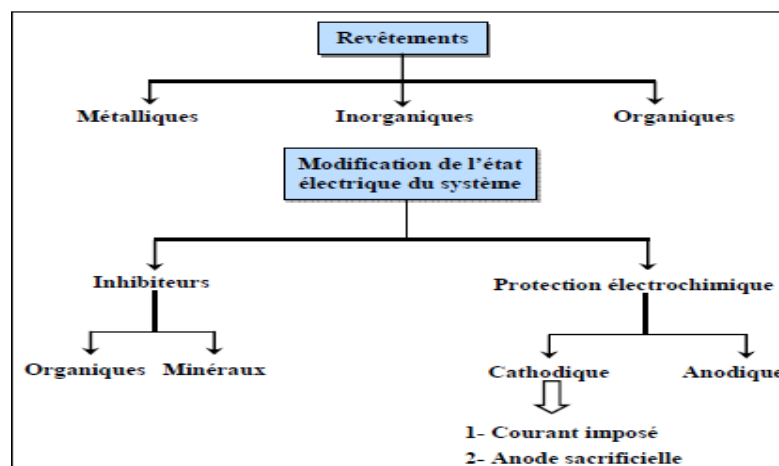 Revêtements
Métalliques Inorganiques Organiques
Modification de l'état
électrique du système
Inhibiteurs Protection électrochimique
Organiques Minéraux Cathodique Anodique
1- Courant imposé
2- Anode sacrificielle